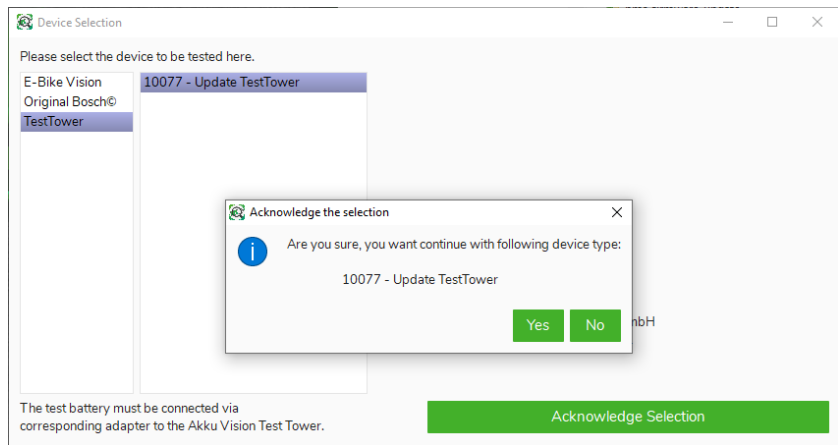 Device Selection
Please select the device to be tested here.
E-Bike Vision
Original Bosch©
TestTower
10077 - Update TestTower
Acknowledge the selection
Are you sure, you want continue with following device type:
10077 - Update TestTower
Yes
No
mbH
The test battery must be connected via
corresponding adapter to the Akku Vision Test Tower.
Acknowledge Selection